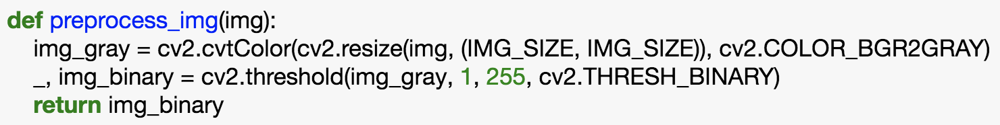 def preprocess_img(img):
    img_gray = cv2.cvtColor(cv2.resize(img, (IMG_SIZE, IMG_SIZE)), cv2.COLOR_BGR2GRAY)
    _, img_binary = cv2.threshold(img_gray, 1, 255, cv2.THRESH_BINARY)
    return img_binary